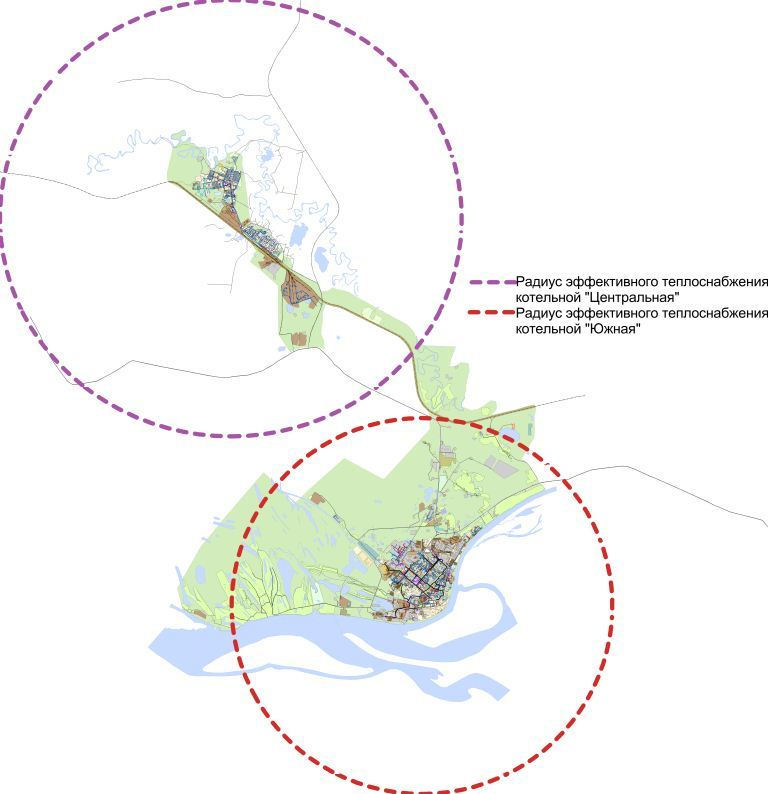 Радиус эффективного теплоснабжения
котельной "Центральная"
Радиус эффективного теплоснабжения
котельной "Южная"